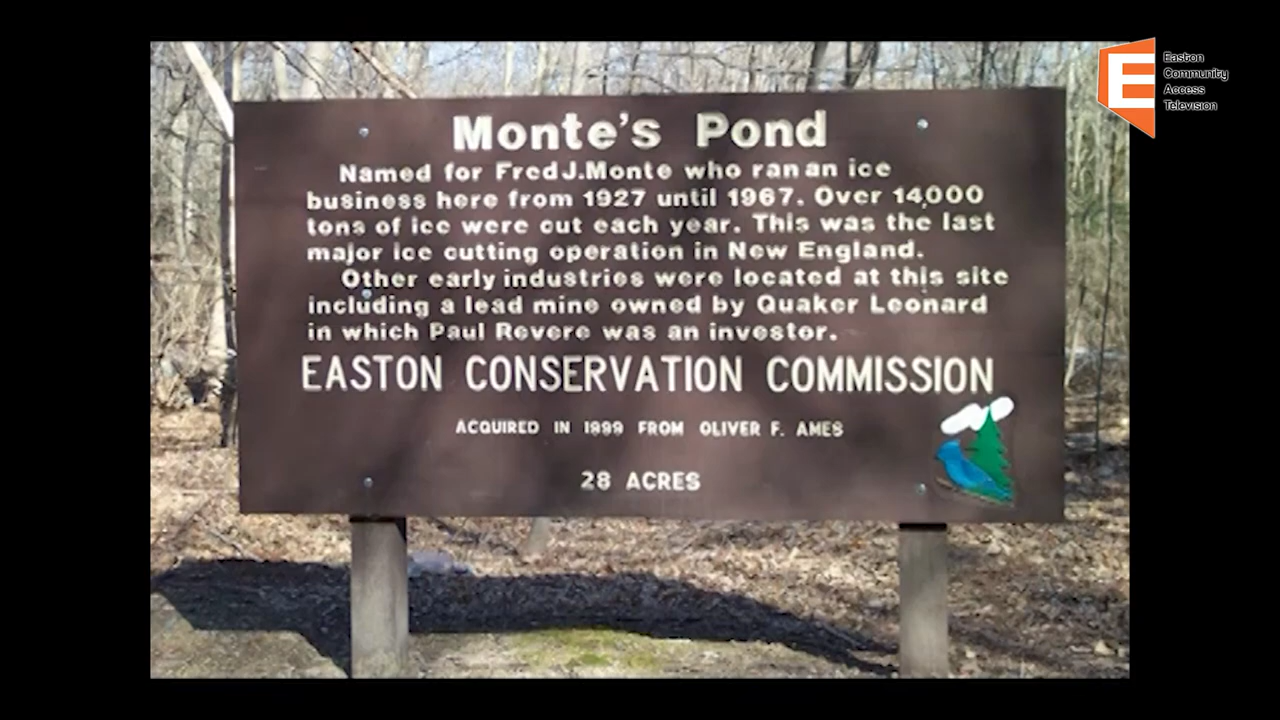 Monte's Pond
Named for Fred J.Monte who ran an ice
business here from 1927 until 1967. Over 14,000
tons of ice were cut each year. This was the last
major ice cutting operation in New England.
Other early industries were located at this site
including a lead mine owned by Quaker Leonard
in which Paul Revere was an investor.
EASTON CONSERVATION COMMISSION
ACQUIRED IN 1999 FROM OLIVER F. AMES
28 ACRES
E
Easton
Community
Access
Television